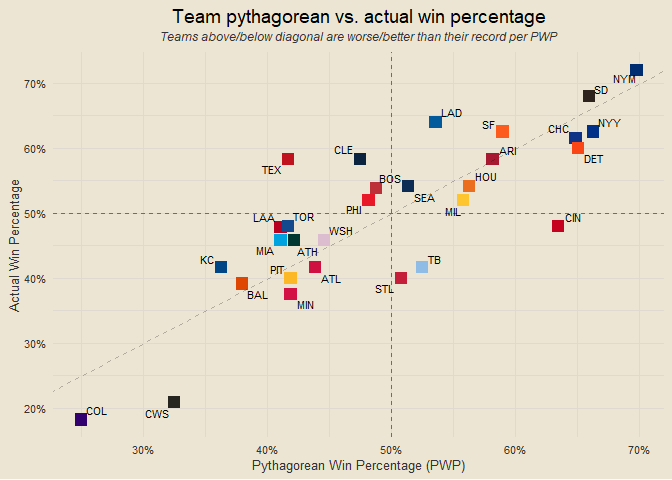 Team pythagorean vs. actual win percentage
Teams above/below diagonal are worse/better than their record per PWP
Actual Win Percentage
70%
60%
50%
40%
30%
20%
NYM
SD
LAD
SF
CHC
NYY
DET
CLE
TEX
ARI
BOS
HOU
SEA
PHI
MIL
LAA
TOR
CIN
WSH
MIA
ATH
KC
TB
PIT
ATL
STL
BAL
MIN
COL
CWS
30%
40%
50%
60%
70%
Pythagorean Win Percentage (PWP)